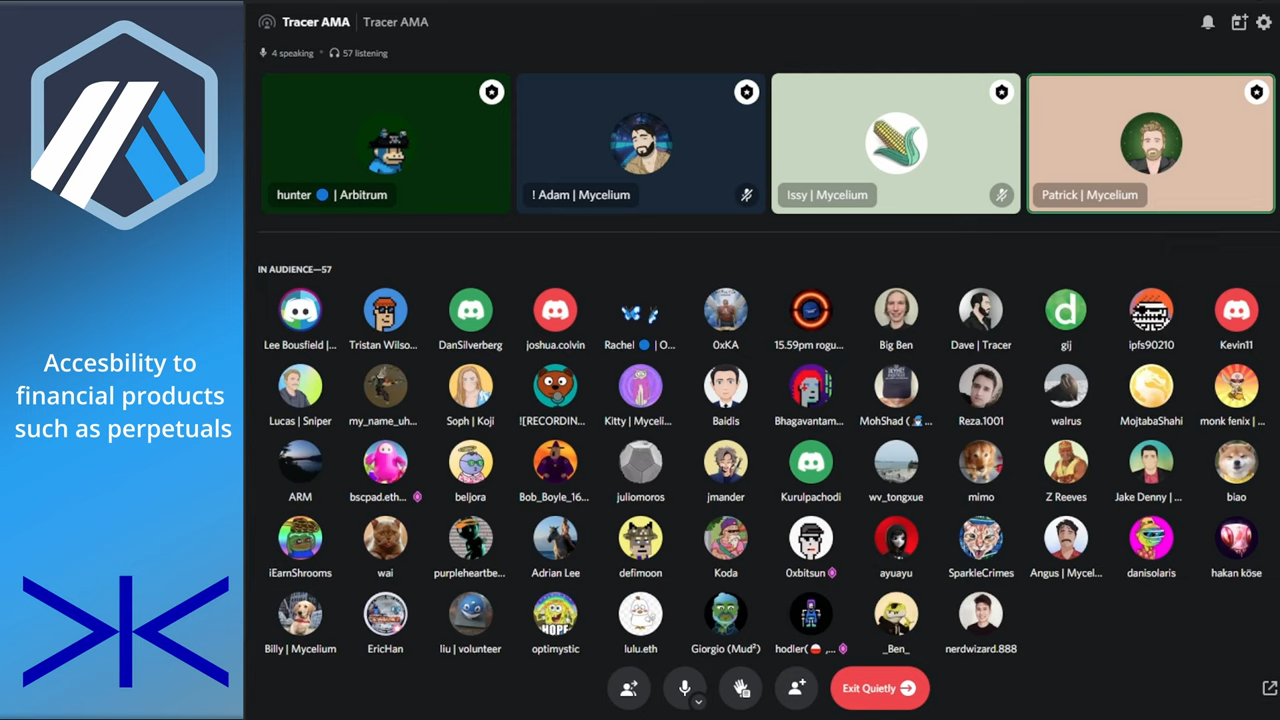 Tracer AMA | Tracer AMA
4 speaking • 57 listening
hunter 🔵 | Arbitrum
! Adam | Mycelium
Issy | Mycelium
Patrick | Mycelium
Accesbility to
financial products
such as perpetuals
IN AUDIENCE—57
Lee Bousfield |... Tristan Wilso... DanSilverberg joshua.colvin Rachel 🔵 | O... 0xKA 15.59pm rogu... Big Ben Dave | Tracer gij ipfs90210 Kevin11
Lucas | Sniper my_name_uh... Soph | Koji ![RECORDIN... Kitty | Myceli... Baidis Bhagavantam... MohShad ( ... Reza.1001 walrus MojtabaShahi monk fenix | ...
ARM bscpad.eth... beljora Bob_Boyle_16... juliomoros jmander Kurulpachodi wv_tongxue mimo Z Reeves Jake Denny | ... biao
iEarnShrooms wai purpleheartbe... Adrian Lee defimoon Koda 0xbitsun ayuayu SparkleCrimes Angus | Mycel... danisolaris hakan köse
Billy | Mycelium EricHan liu | volunteer optimystic lulu.eth Giorgio (Mud²) hodler( ,... _Ben_ nerdwizard.888
HOPE
Exit Quietly